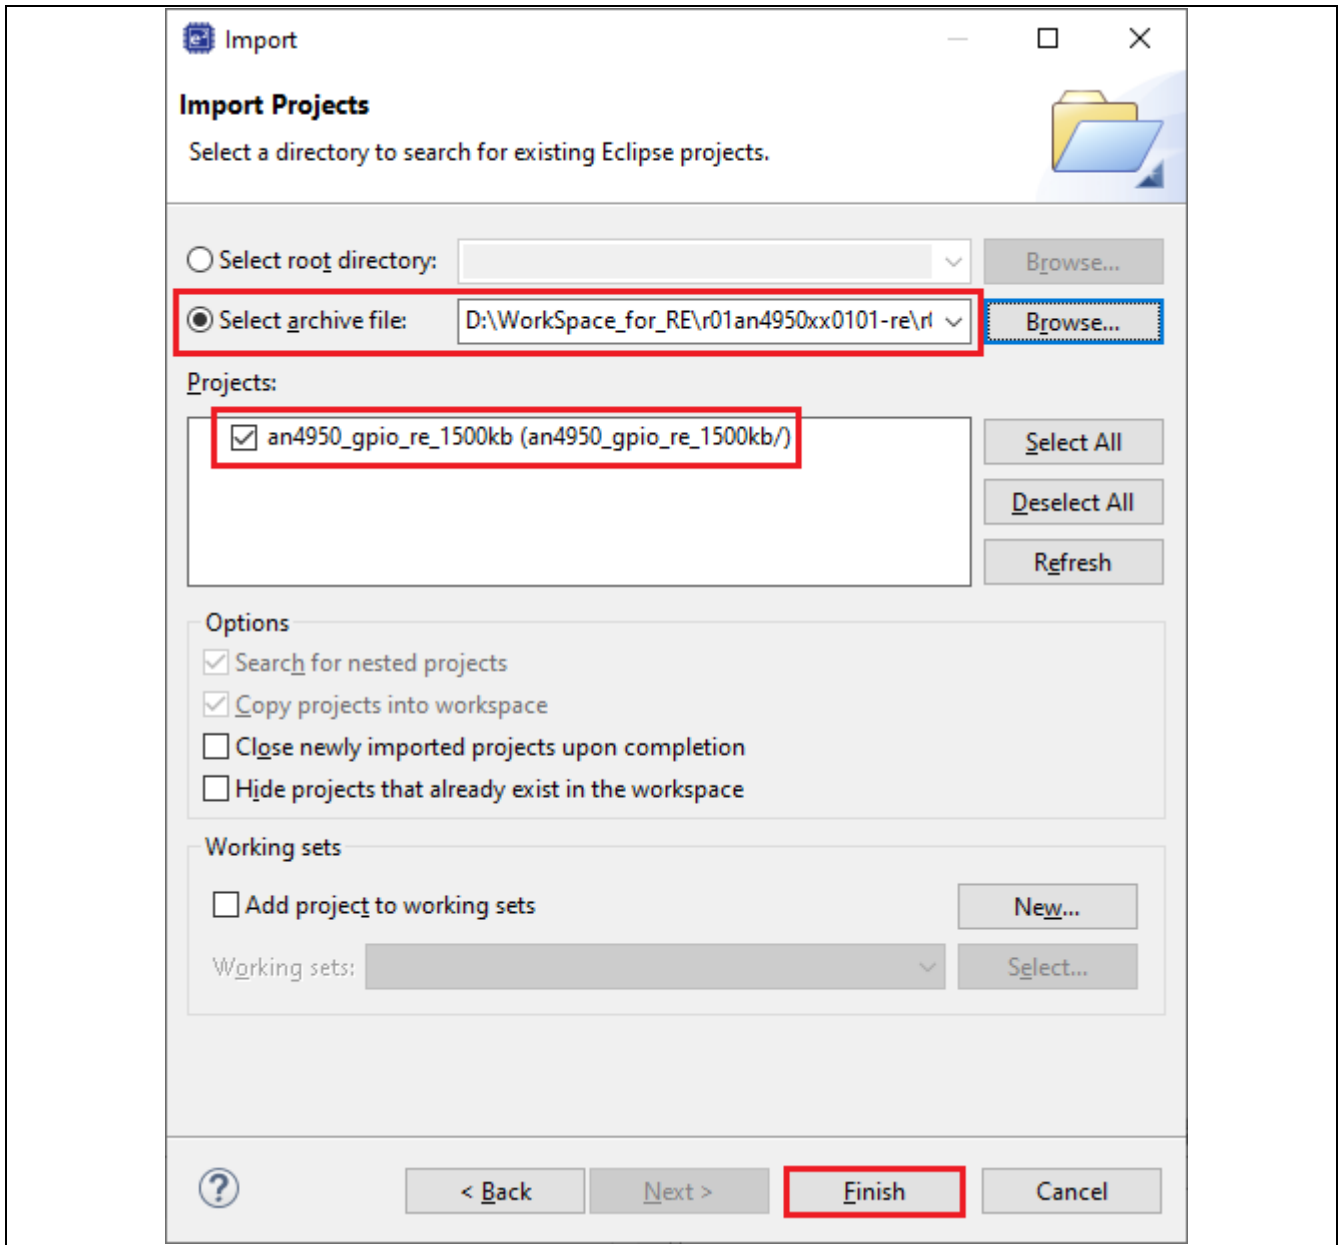 Import
Import Projects
Select a directory to search for existing Eclipse projects.
Select root directory:
Browse...
Select archive file:
D:\WorkSpace_for_RE\r01an4950xx0101-re\r
Browse...
Projects:
an4950_gpio_re_1500kb (an4950_gpio_re_1500kb/)
Select All
Deselect All
Refresh
Options
Search for nested projects
Copy projects into workspace
Close newly imported projects upon completion
Hide projects that already exist in the workspace
Working sets
Add project to working sets
New...
Working sets:
Select...
< Back
Next >
Finish
Cancel